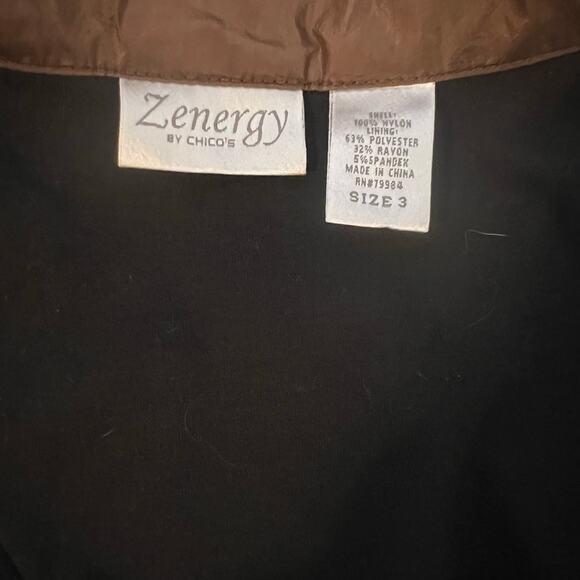 Zenergy
BY CHICO'S
SHELL:
100% NYLON
LINING:
63% POLYESTER
32% RAYON
5%SPANDEX
MADE IN CHINA
RN#79984
SIZE 3